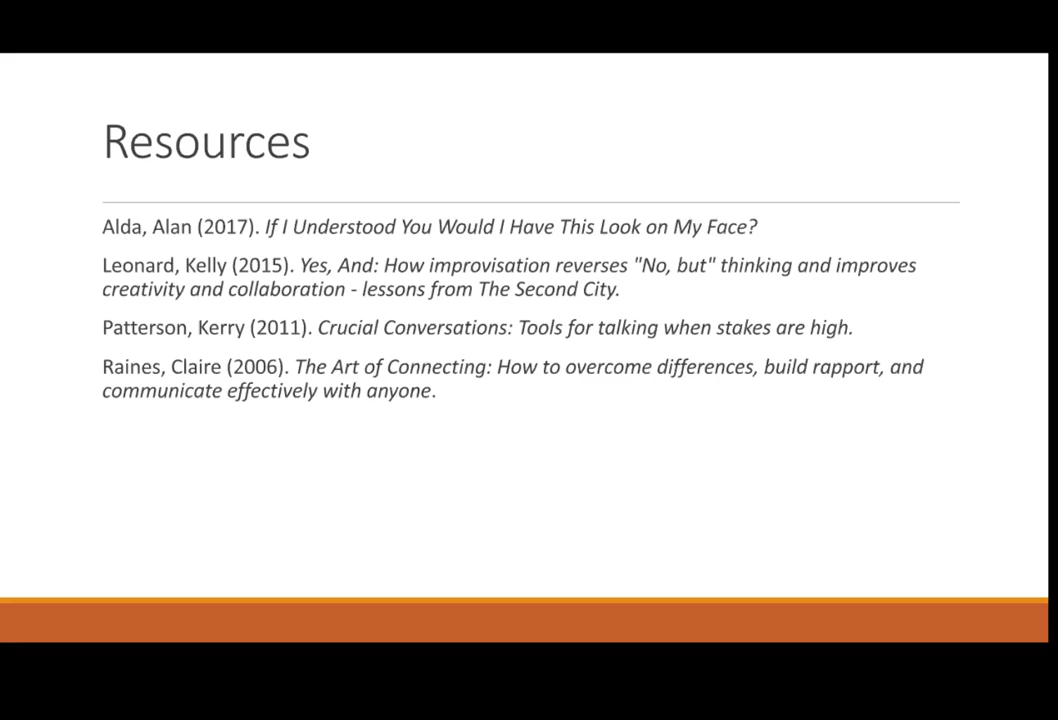 Resources
Alda, Alan (2017). If I Understood You Would I Have This Look on My Face?
Leonard, Kelly (2015). Yes, And: How improvisation reverses "No, but" thinking and improves
creativity and collaboration - lessons from The Second City.
Patterson, Kerry (2011). Crucial Conversations: Tools for talking when stakes are high.
Raines, Claire (2006). The Art of Connecting: How to overcome differences, build rapport, and
communicate effectively with anyone.